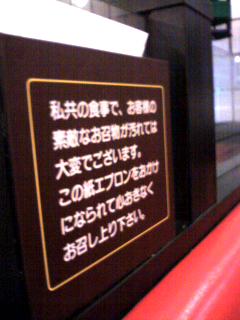 私共の食事で、お客様の
素敵なお召物が汚れては
大変でございます。
この紙エプロンをおかけ
になられて心おきなく
お召し上り下さい。